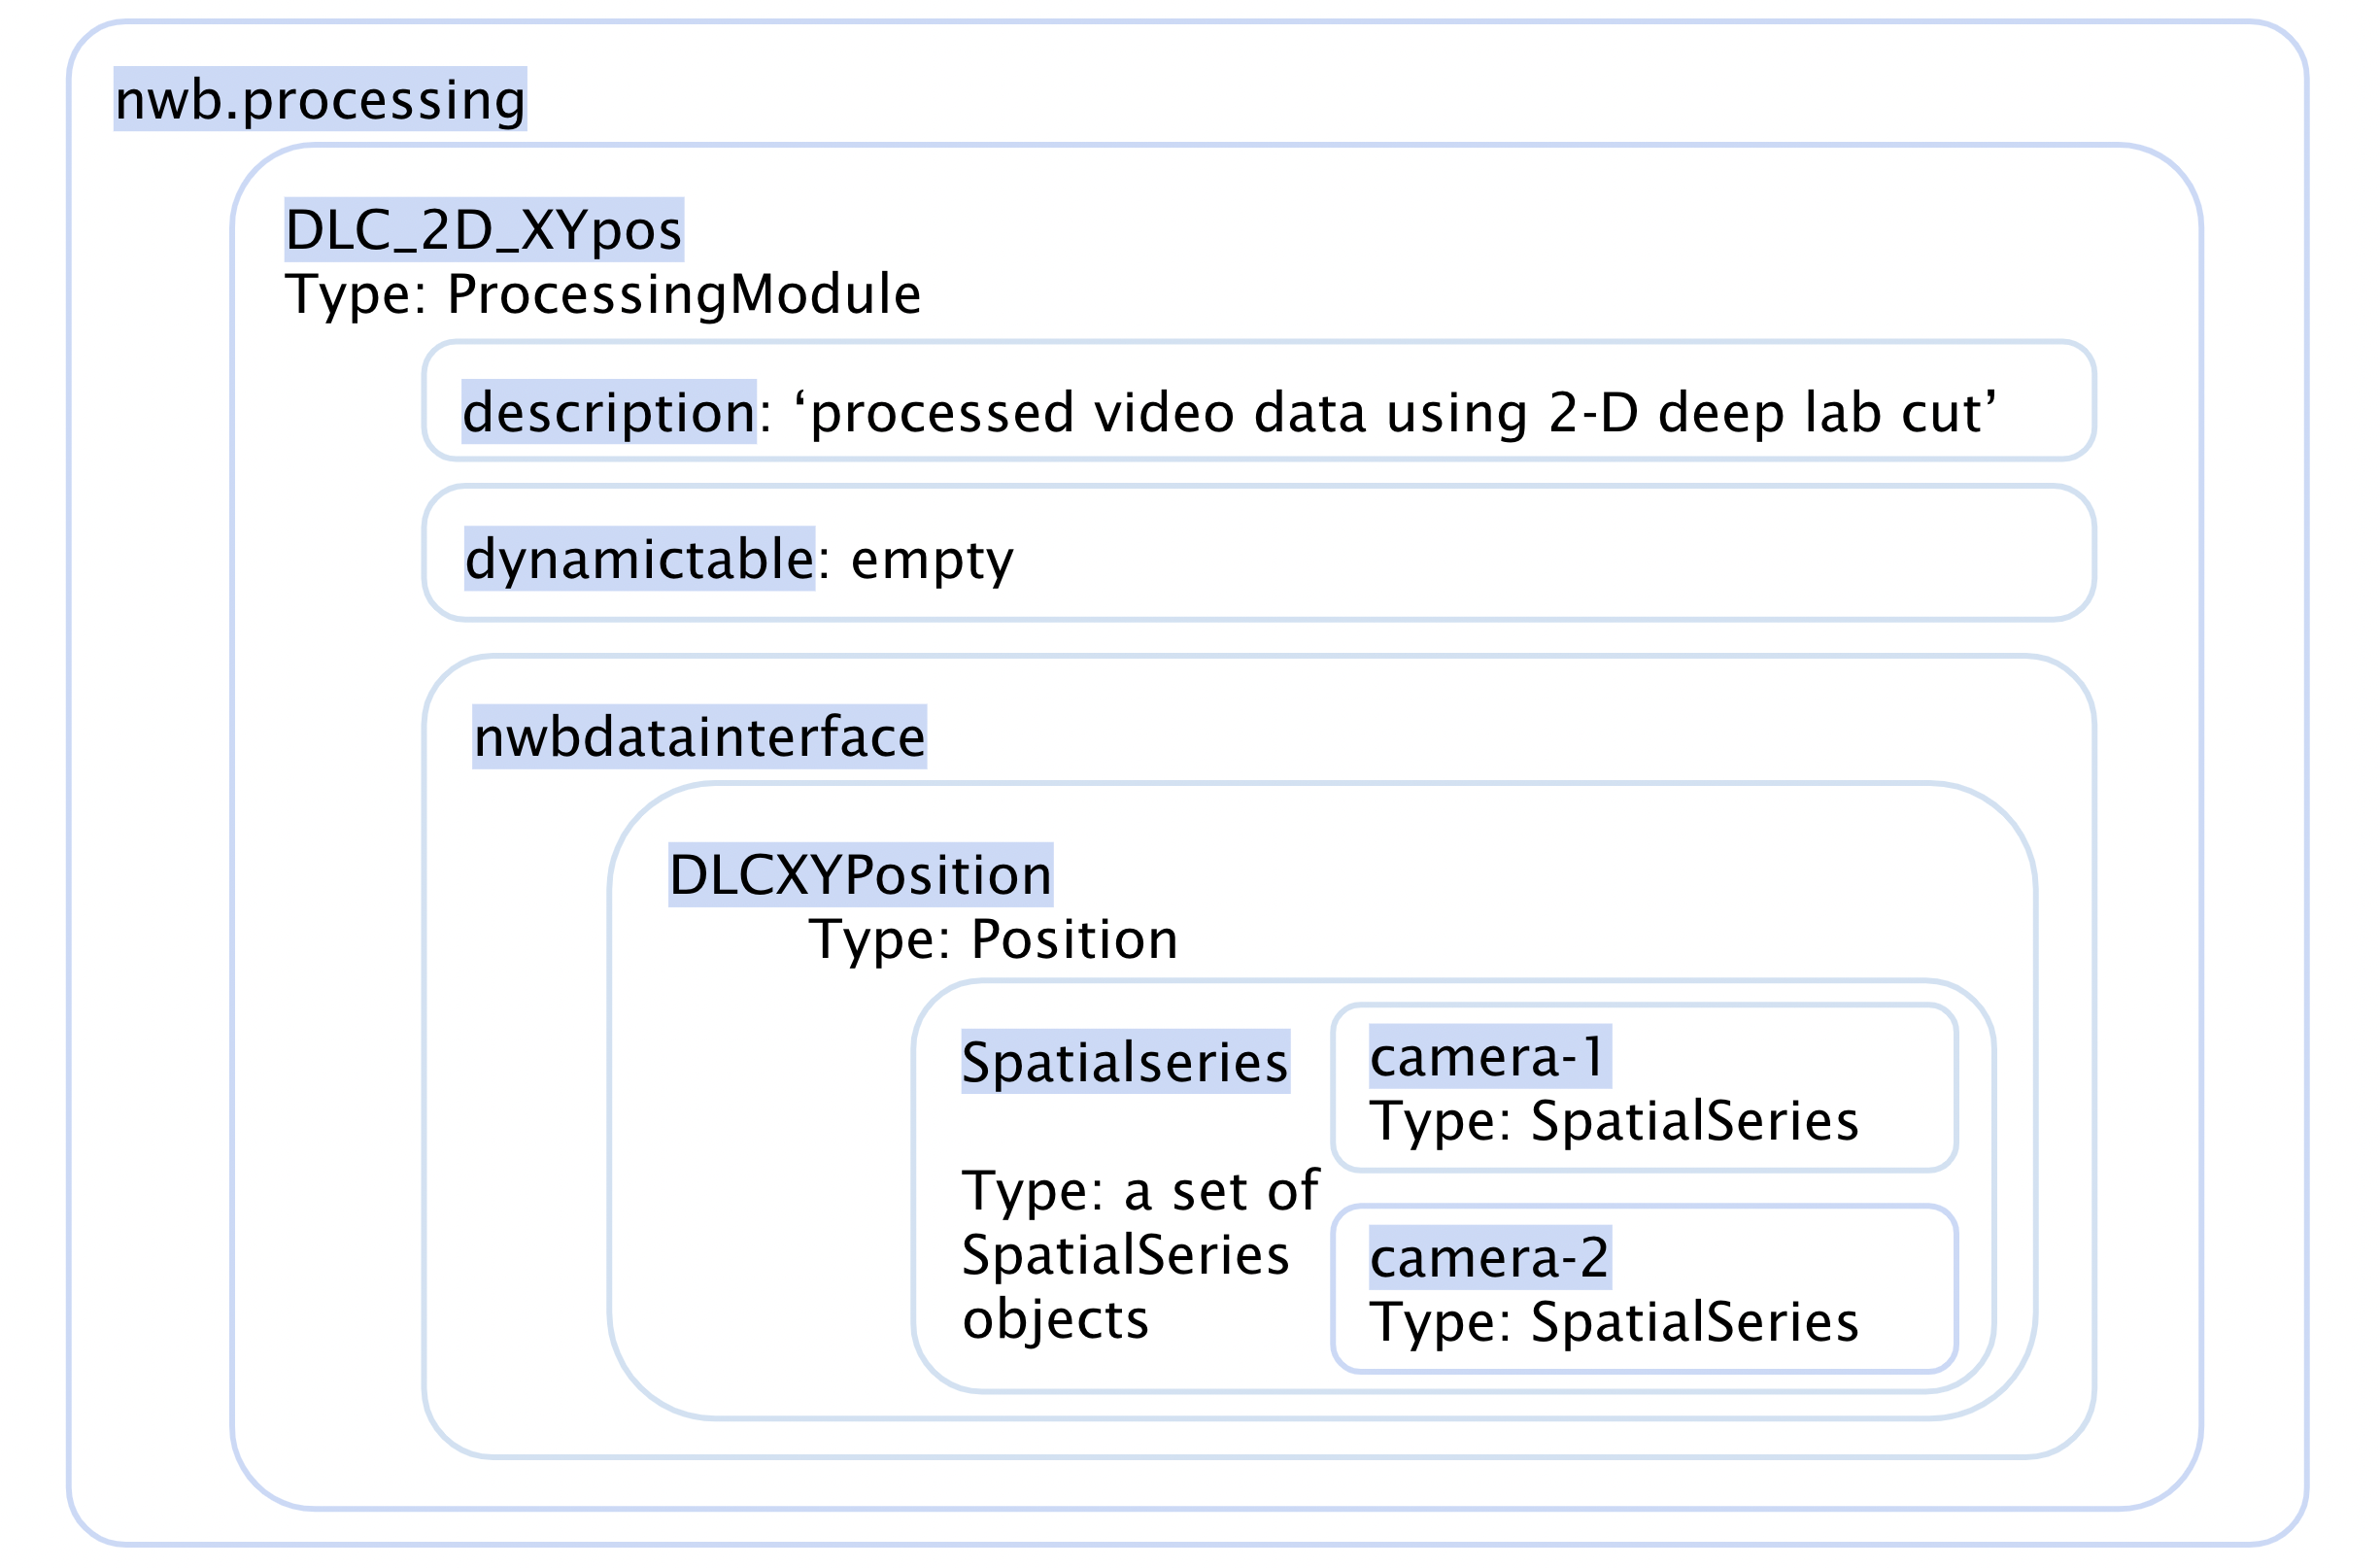 nwb.processing
DLC_2D_XYpos
Type: ProcessingModule
description: ‘processed video data using 2-D deep lab cut’
dynamictable: empty
nwbdatainterface
DLCXYPosition
Type: Position
Spatialseries
Type: a set of
SpatialSeries
objects
camera-1
Type: SpatialSeries
camera-2
Type: SpatialSeries